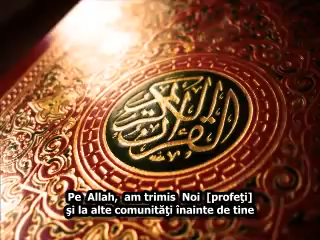 القرآن الكريم
Pe Allah, am trimis Noi [profeţi]
şi la alte comunităţi înainte de tine